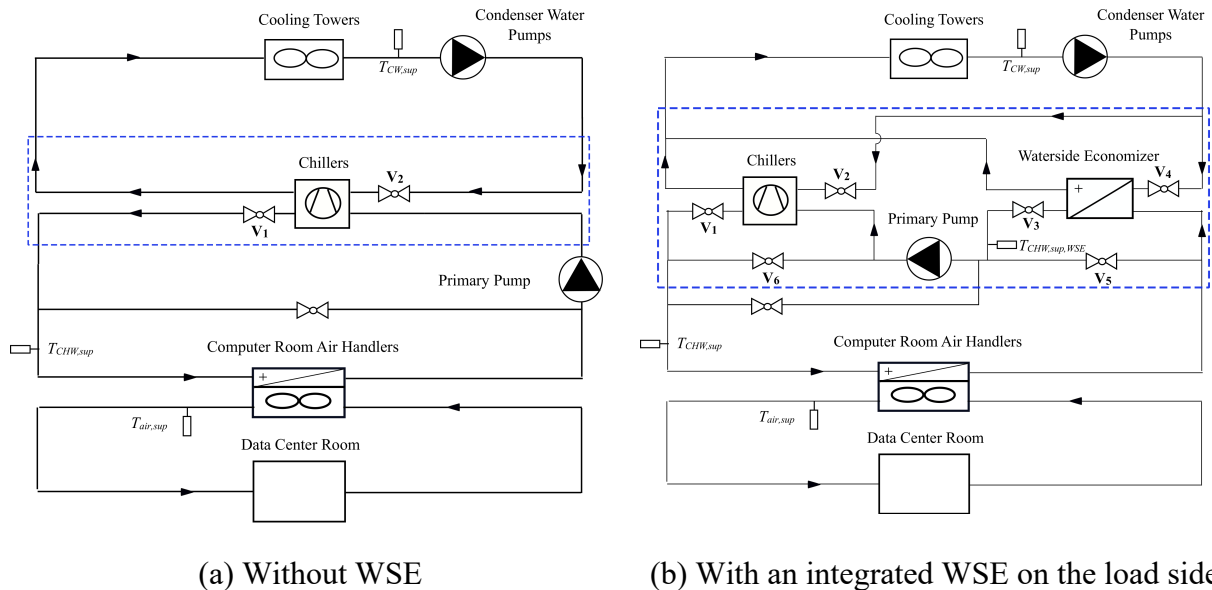 Cooling Towers
Condenser Water
Pumps
T_CW,sup
Chillers
V2
V1
Primary Pump
T_CHW,sup
Computer Room Air Handlers
+
T_air,sup
Data Center Room
(a) Without WSE
Cooling Towers
Condenser Water
Pumps
T_CW,sup
Chillers
Waterside Economizer
V2
V4
+
V1
Primary Pump
V3
T_CHW,sup,WSE
V6
V5
T_CHW,sup
Computer Room Air Handlers
+
T_air,sup
Data Center Room
(b) With an integrated WSE on the load side